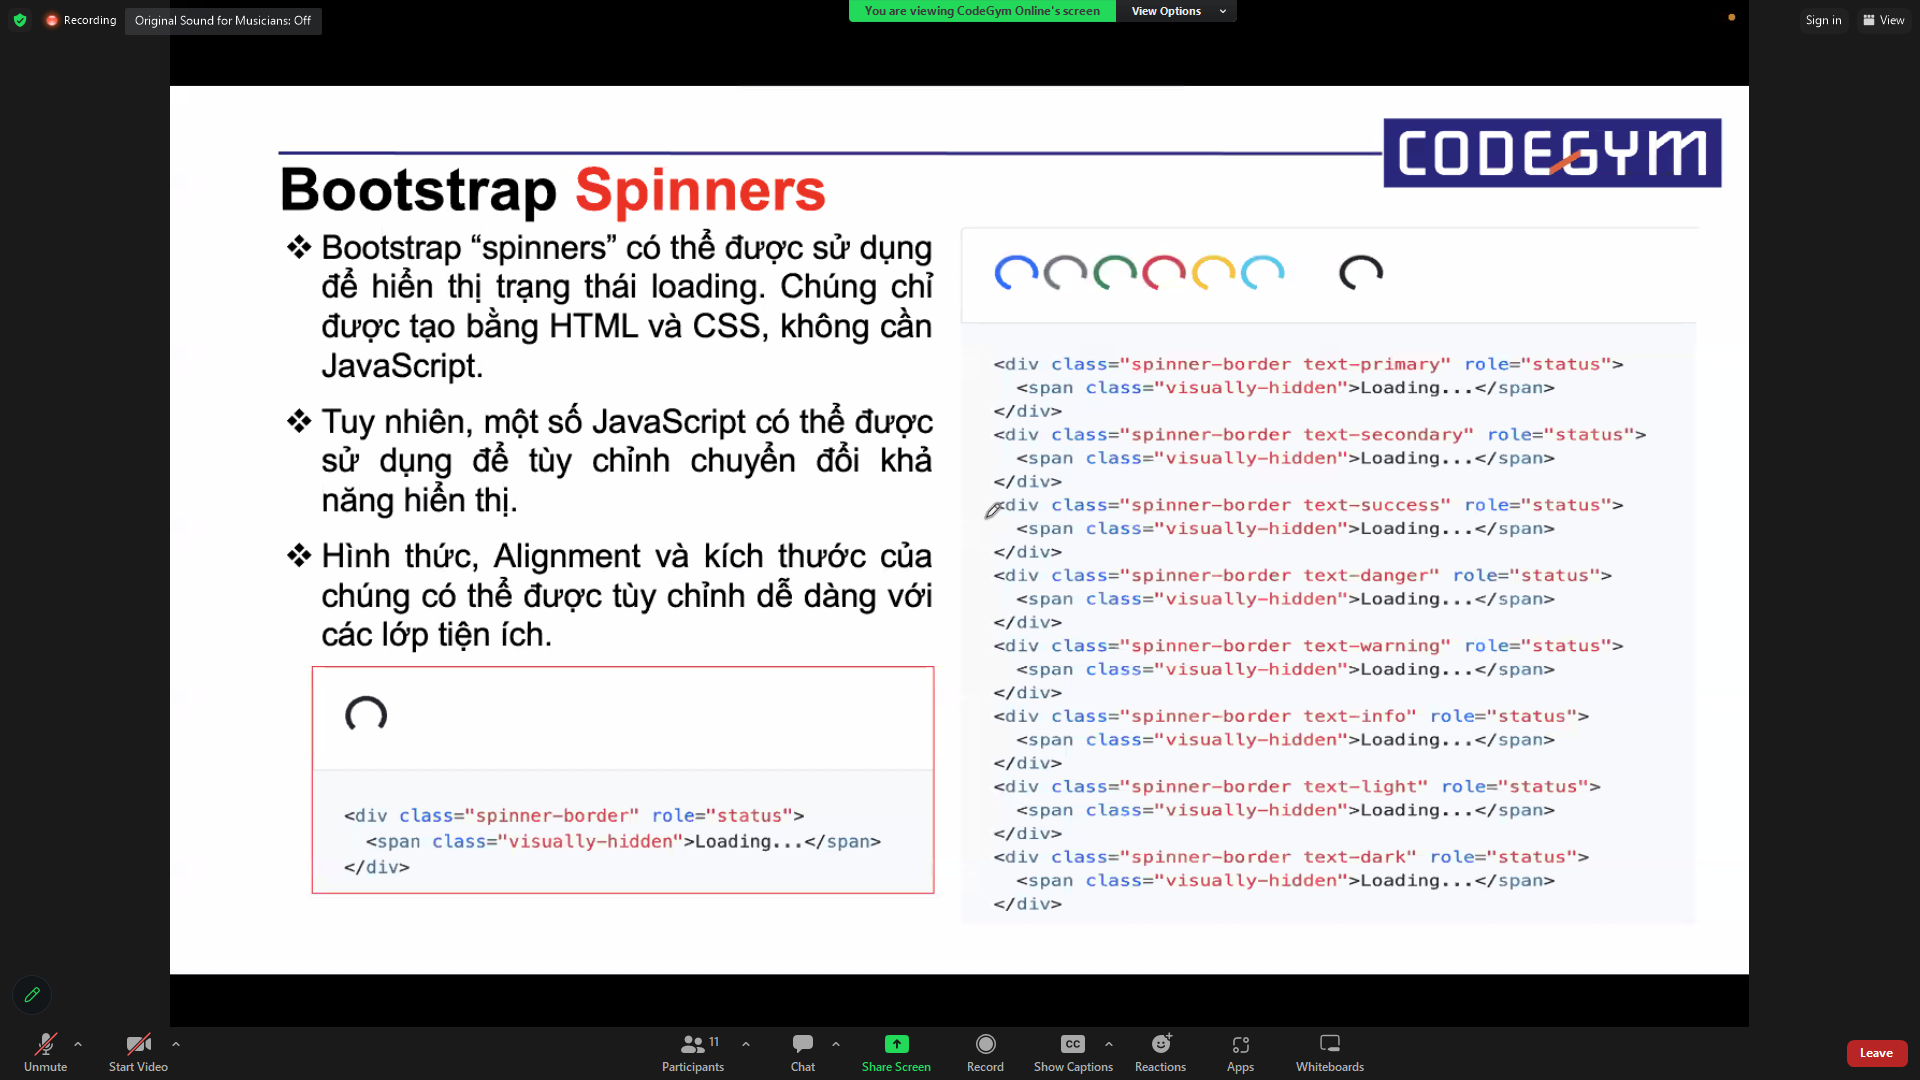 Recording
Original Sound for Musicians: Off
You are viewing CodeGym Online's screen
View Options
Sign in
View
CODEGYM
Bootstrap Spinners
❖ Bootstrap “spinners” có thể được sử dụng
để hiển thị trạng thái loading. Chúng chỉ
được tạo bằng HTML và CSS, không cần
JavaScript.
❖ Tuy nhiên, một số JavaScript có thể được
sử dụng để tùy chỉnh chuyển đổi khả
năng hiển thị.
❖ Hình thức, Alignment và kích thước của
chúng có thể được tùy chỉnh dễ dàng với
các lớp tiện ích.
<div class="spinner-border" role="status">
<span class="visually-hidden">Loading...</span>
</div>
<div class="spinner-border text-primary" role="status">
<span class="visually-hidden">Loading...</span>
</div>
<div class="spinner-border text-secondary" role="status">
<span class="visually-hidden">Loading...</span>
</div>
<div class="spinner-border text-success" role="status">
<span class="visually-hidden">Loading...</span>
</div>
<div class="spinner-border text-danger" role="status">
<span class="visually-hidden">Loading...</span>
</div>
<div class="spinner-border text-warning" role="status">
<span class="visually-hidden">Loading...</span>
</div>
<div class="spinner-border text-info" role="status">
<span class="visually-hidden">Loading...</span>
</div>
<div class="spinner-border text-light" role="status">
<span class="visually-hidden">Loading...</span>
</div>
<div class="spinner-border text-dark" role="status">
<span class="visually-hidden">Loading...</span>
</div>
Unmute
Start Video
11
Participants
Chat
Share Screen
Record
CC
Show Captions
Reactions
Apps
Whiteboards
Leave